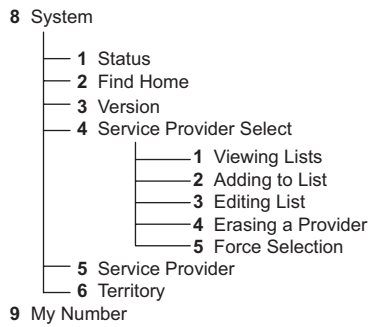 8 System
1 Status
2 Find Home
3 Version
4 Service Provider Select
1 Viewing Lists
2 Adding to List
3 Editing List
4 Erasing a Provider
5 Force Selection
5 Service Provider
6 Territory
9 My Number